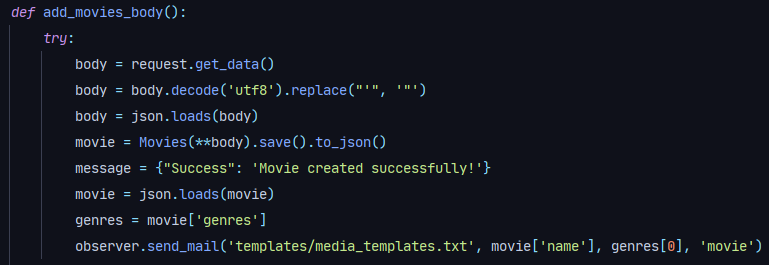 def add_movies_body():
try:
body = request.get_data()
body = body.decode('utf8').replace("'", '"')
body = json.loads(body)
movie = Movies(**body).save().to_json()
message = {"Success": 'Movie created successfully!'}
movie = json.loads(movie)
genres = movie['genres']
observer.send_mail('templates/media_templates.txt', movie['name'], genres[0], 'movie')